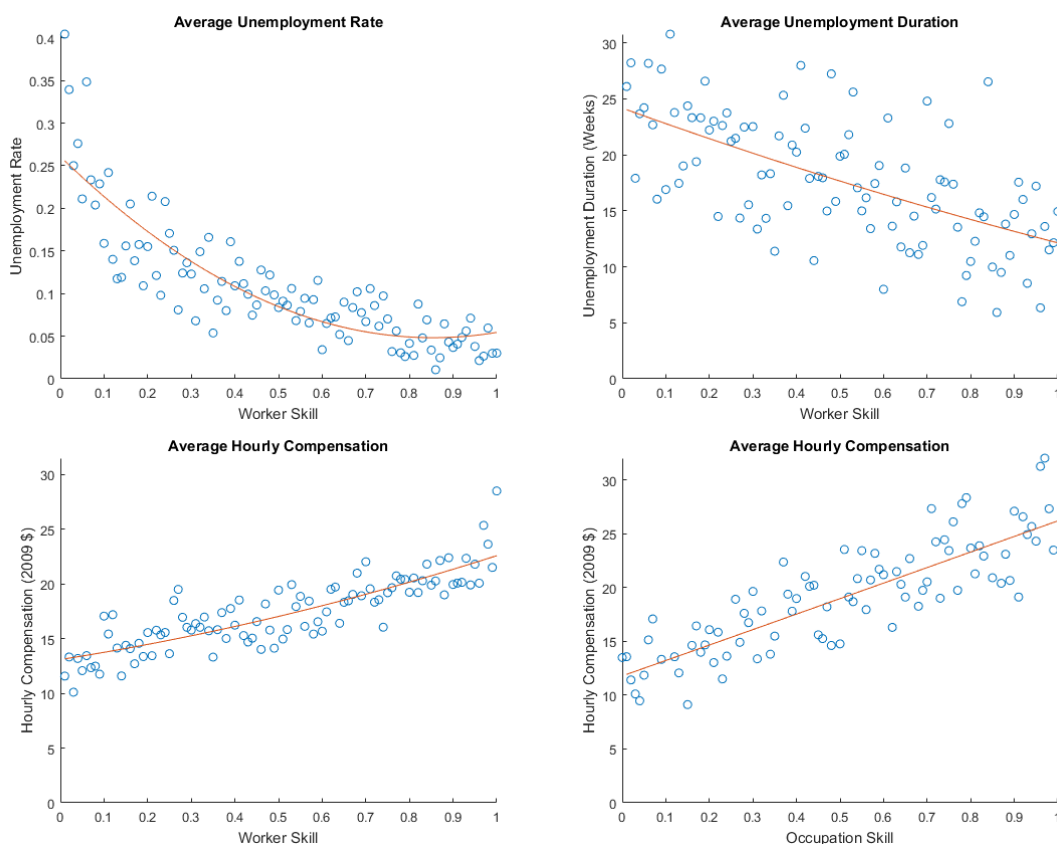 Average Unemployment Rate
0.4
0.35
0.3
0.25
0.2
0.15
0.1
0.05
0
Unemployment Rate
0 0.1 0.2 0.3 0.4 0.5 0.6 0.7 0.8 0.9 1
Worker Skill
Average Unemployment Duration
30
25
20
15
10
5
0
Unemployment Duration (Weeks)
0 0.1 0.2 0.3 0.4 0.5 0.6 0.7 0.8 0.9 1
Worker Skill
Average Hourly Compensation
30
25
20
15
10
5
0
Hourly Compensation (2009 $)
0 0.1 0.2 0.3 0.4 0.5 0.6 0.7 0.8 0.9 1
Worker Skill
Average Hourly Compensation
30
25
20
15
10
5
0
Hourly Compensation (2009 $)
0 0.1 0.2 0.3 0.4 0.5 0.6 0.7 0.8 0.9 1
Occupation Skill